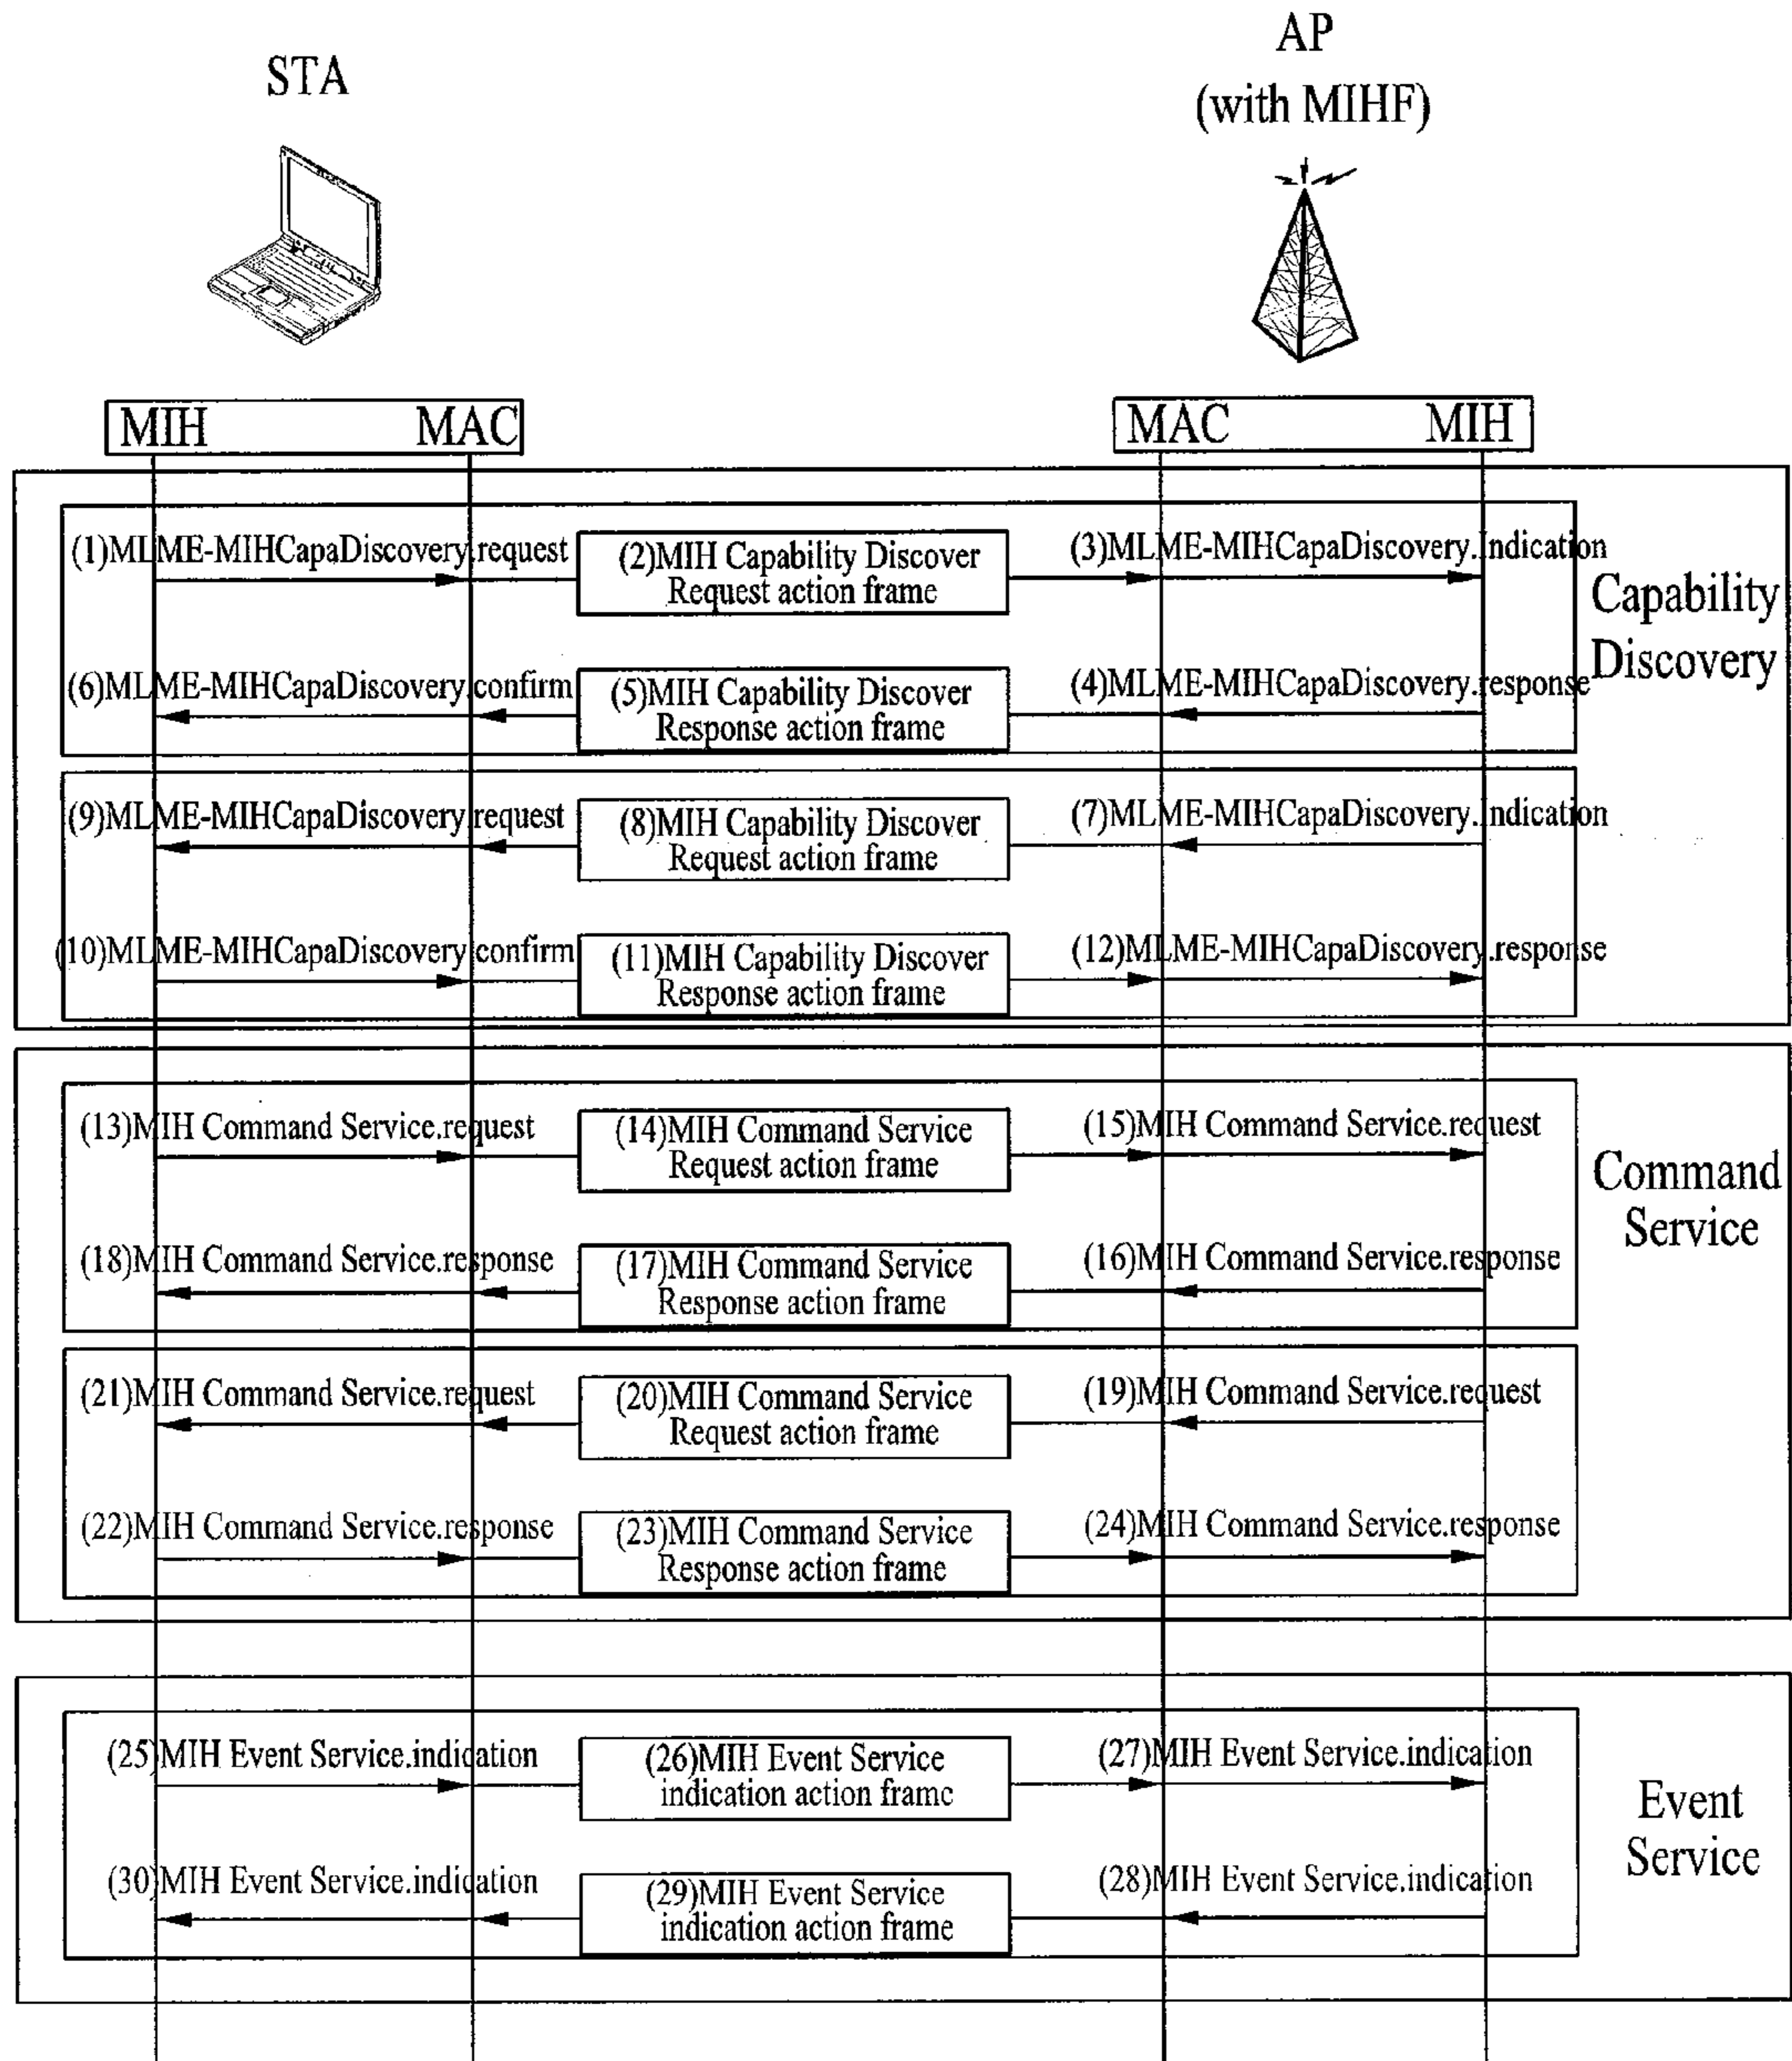 STA
AP
(with MIHF)
MIH
MAC
MAC
MIH
(1)MLME-MIHCapaDiscovery.request
(2)MIH Capability Discover
Request action frame
(3)MLME-MIHCapaDiscovery.Indication
Capability
Discovery
(6)MLME-MIHCapaDiscovery.confirm
(5)MIH Capability Discover
Response action frame
(4)MLME-MIHCapaDiscovery.response
(9)MLME-MIHCapaDiscovery.request
(8)MIH Capability Discover
Request action frame
(7)MLME-MIHCapaDiscovery.Indication
(10)MLME-MIHCapaDiscovery.confirm
(11)MIH Capability Discover
Response action frame
(12)MLME-MIHCapaDiscovery.response
(13)MIH Command Service.request
(14)MIH Command Service
Request action frame
(15)MIH Command Service.request
Command
Service
(18)MIH Command Service.response
(17)MIH Command Service
Response action frame
(16)MIH Command Service.response
(21)MIH Command Service.request
(20)MIH Command Service
Request action frame
(19)MIH Command Service.request
(22)MIH Command Service.response
(23)MIH Command Service
Response action frame
(24)MIH Command Service.response
(25)MIH Event Service.indication
(26)MIH Event Service
indication action frame
(27)MIH Event Service.indication
Event
Service
(30)MIH Event Service.indication
(29)MIH Event Service
indication action frame
(28)MIH Event Service.indication